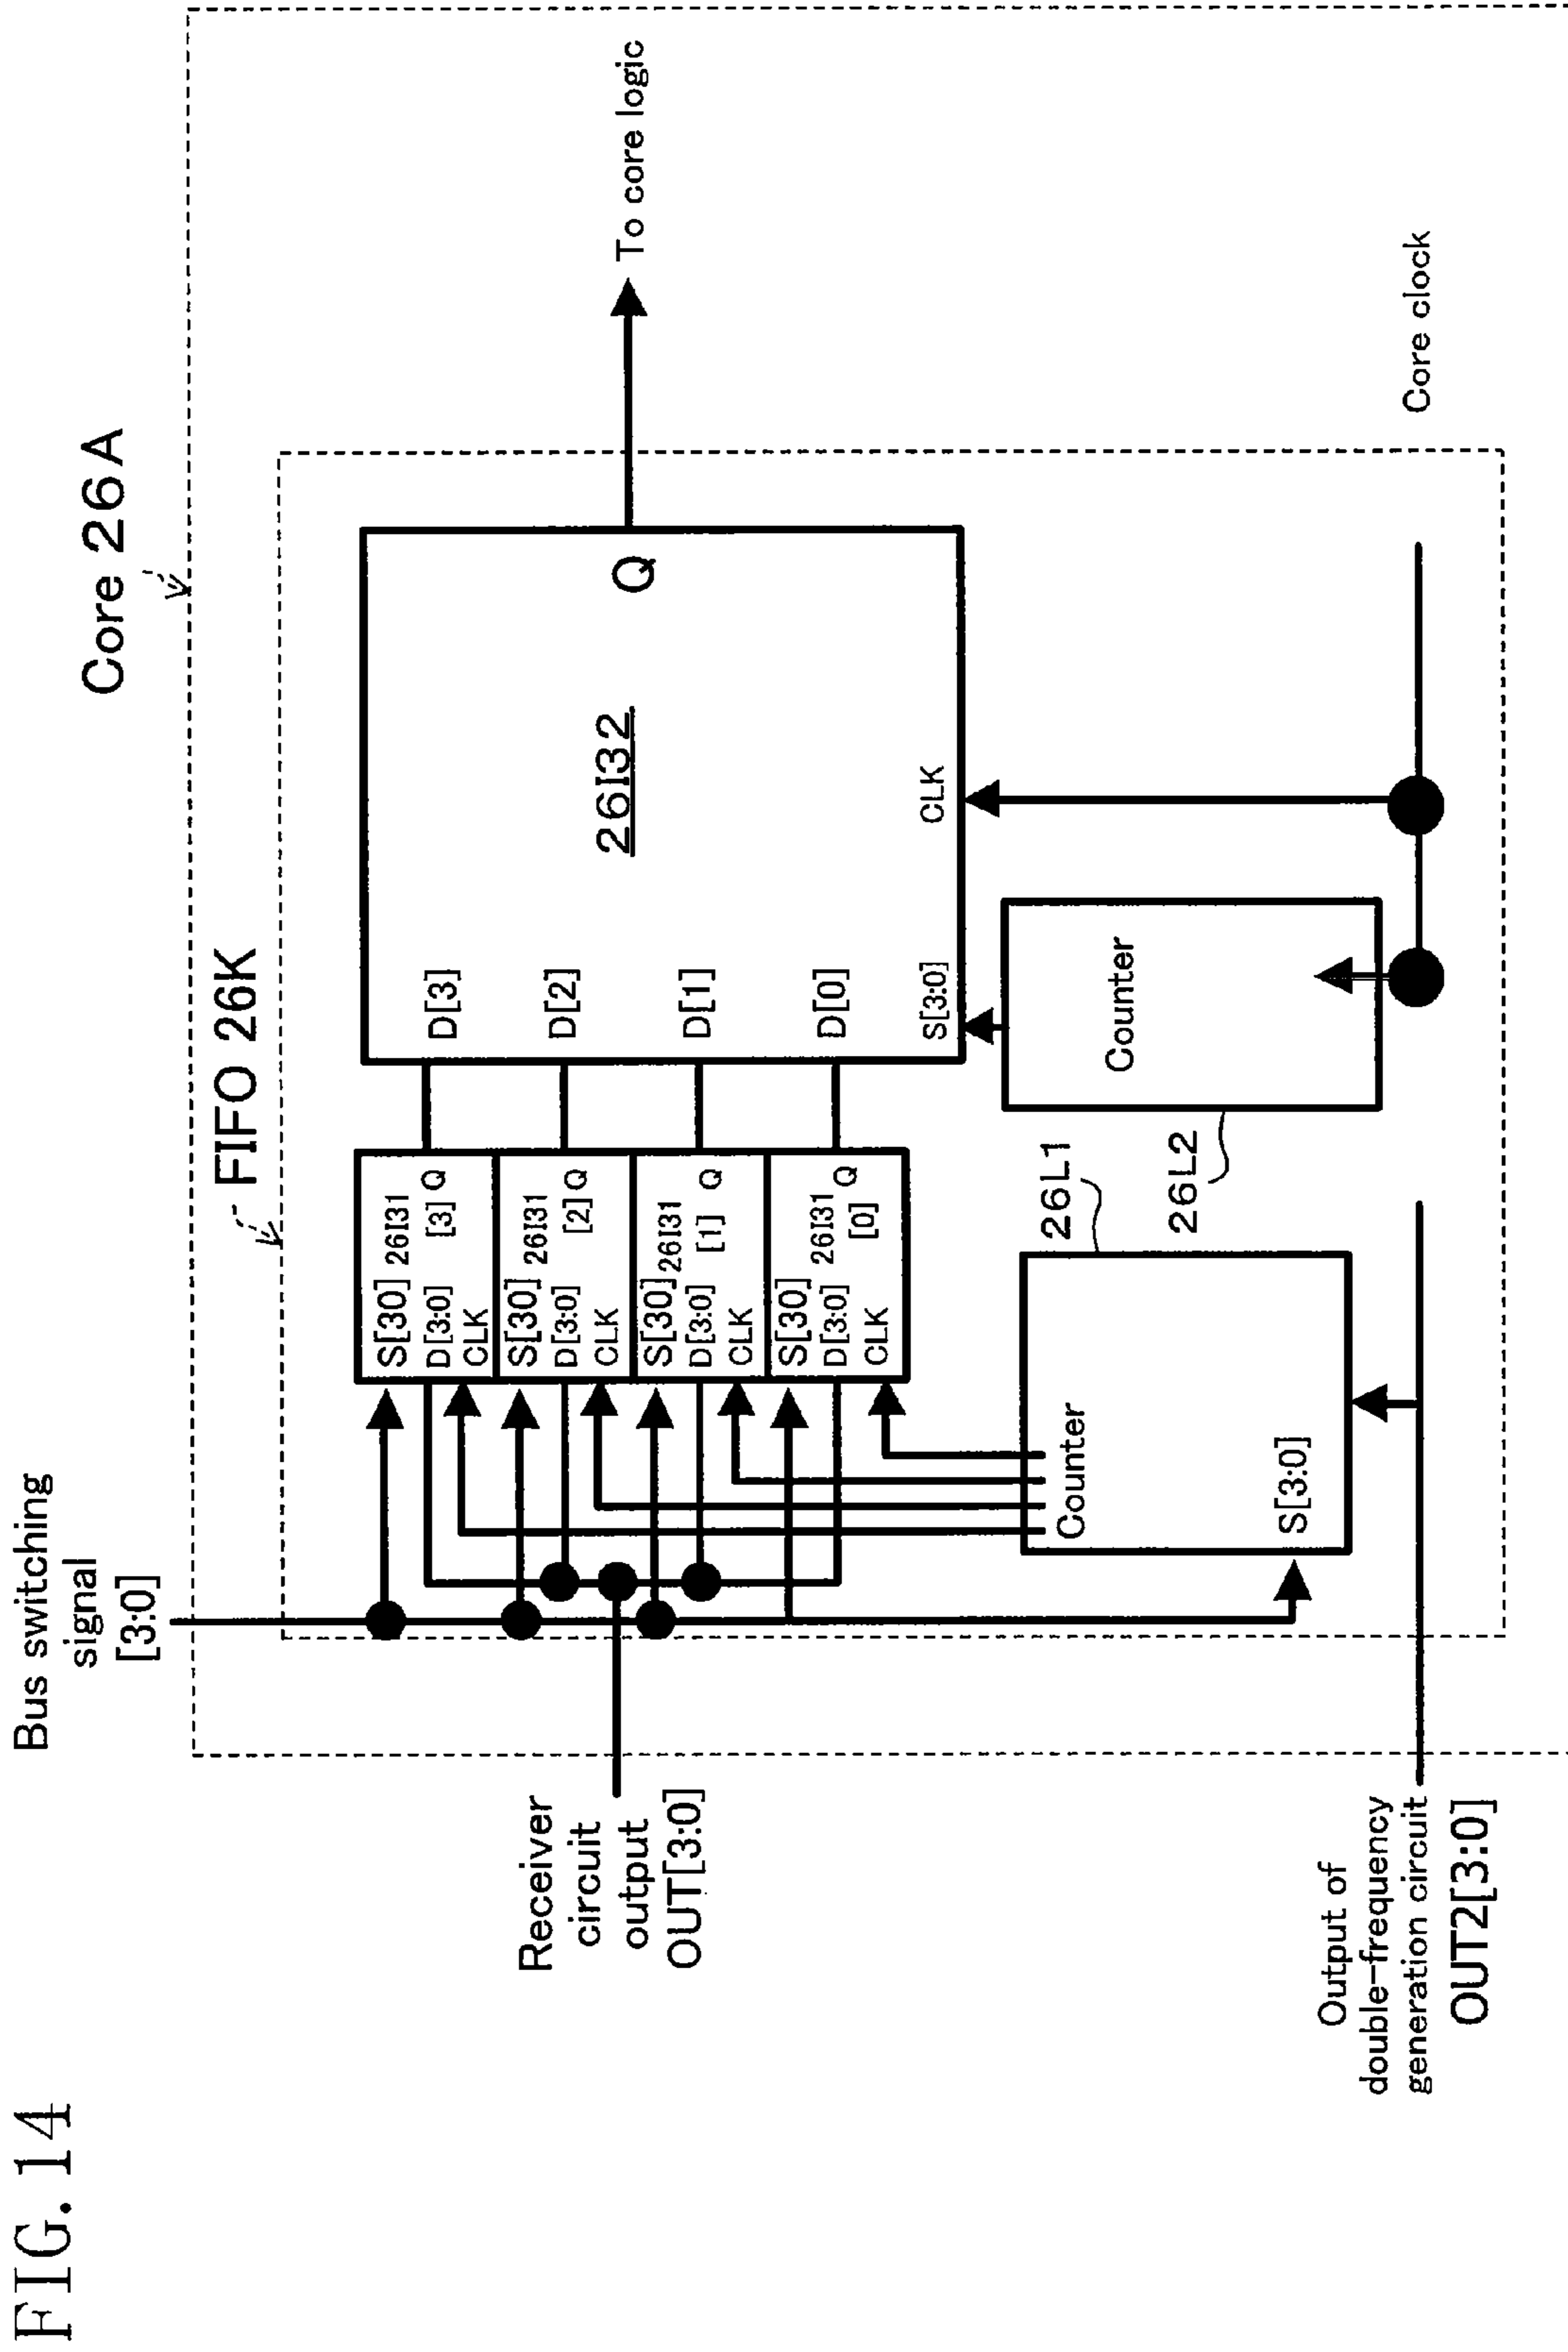 FIG. 14
Bus switching
signal
[3:0]
Core 26A
FIFO 26K
Receiver
circuit
output
OUT[3:0]
S[30] 26I31
D[3:0] [3] Q
CLK
S[30] 26I31
D[3:0] [2] Q
CLK
S[30] 26I31
D[3:0] [1] Q
CLK
S[30] 26I31
D[3:0] [0] Q
CLK
D[3]
D[2]
D[1]
D[0]
S[3:0]
CLK
26I32
Q
To core logic
Counter
S[3:0]
26L1
Counter
26L2
Core clock
Output of
double-frequency
generation circuit
OUT2[3:0]